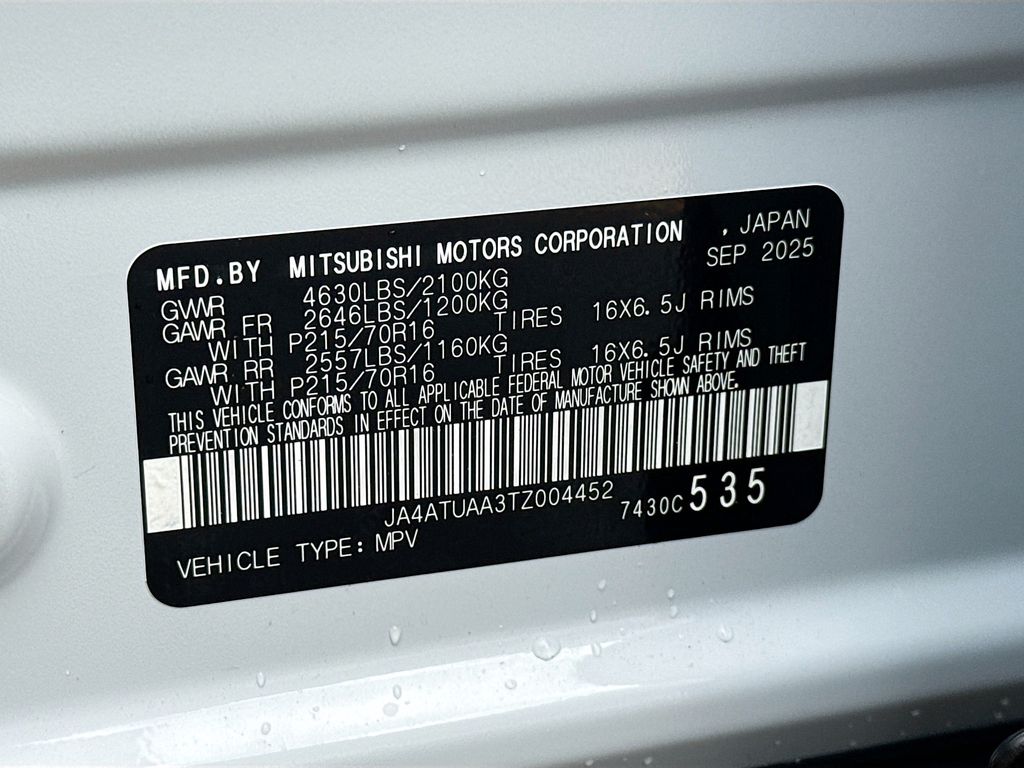 MFD.BY MITSUBISHI MOTORS CORPORATION , JAPAN
SEP 2025
GVWR 4630LBS/2100KG
GAWR FR 2646LBS/1200KG
WITH P215/70R16 TIRES 16X6.5J RIMS
GAWR RR 2557LBS/1160KG
WITH P215/70R16 TIRES 16X6.5J RIMS
THIS VEHICLE CONFORMS TO ALL APPLICABLE FEDERAL MOTOR VEHICLE SAFETY AND THEFT
PREVENTION STANDARDS IN EFFECT ON THE DATE OF MANUFACTURE SHOWN ABOVE.
JA4ATUAA3TZ004452 7430C 535
VEHICLE TYPE: MPV